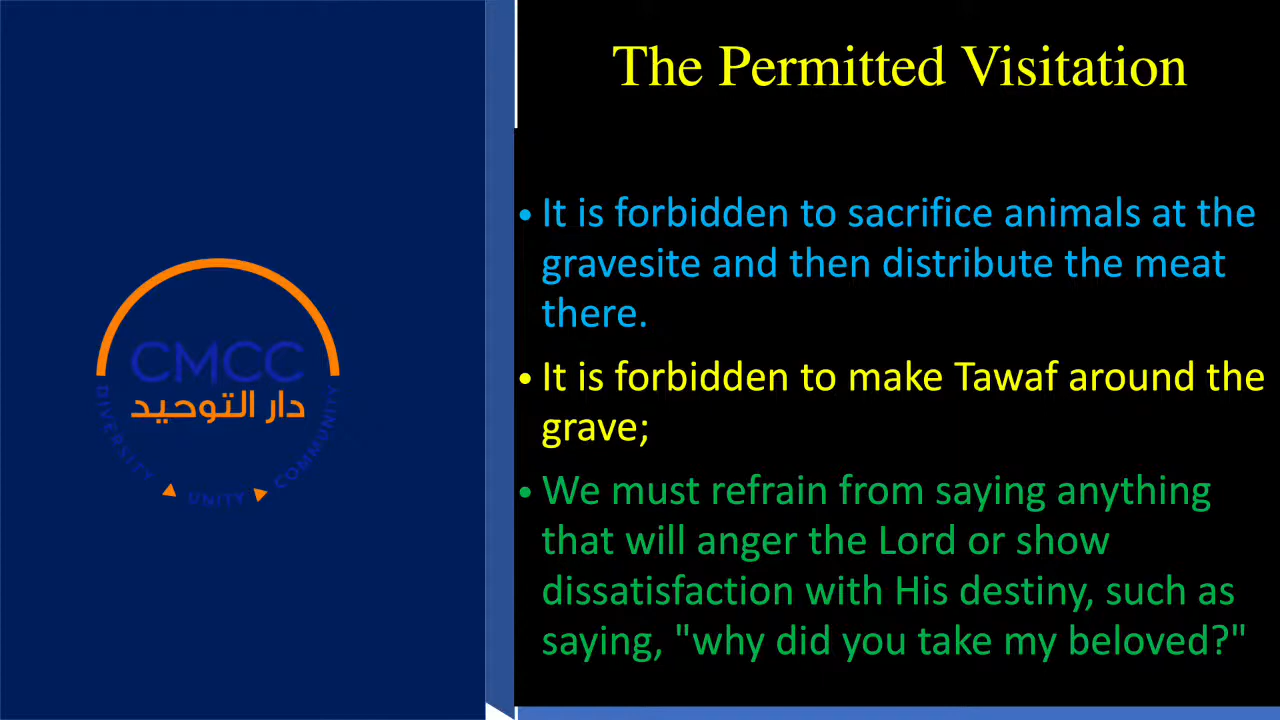 The Permitted Visitation
• It is forbidden to sacrifice animals at the
gravesite and then distribute the meat
there.
• It is forbidden to make Tawaf around the
grave;
• We must refrain from saying anything
that will anger the Lord or show
dissatisfaction with His destiny, such as
saying, "why did you take my beloved?"
CMCC
دار التوحيد
DIVERSITY
UNITY
COMMUNITY